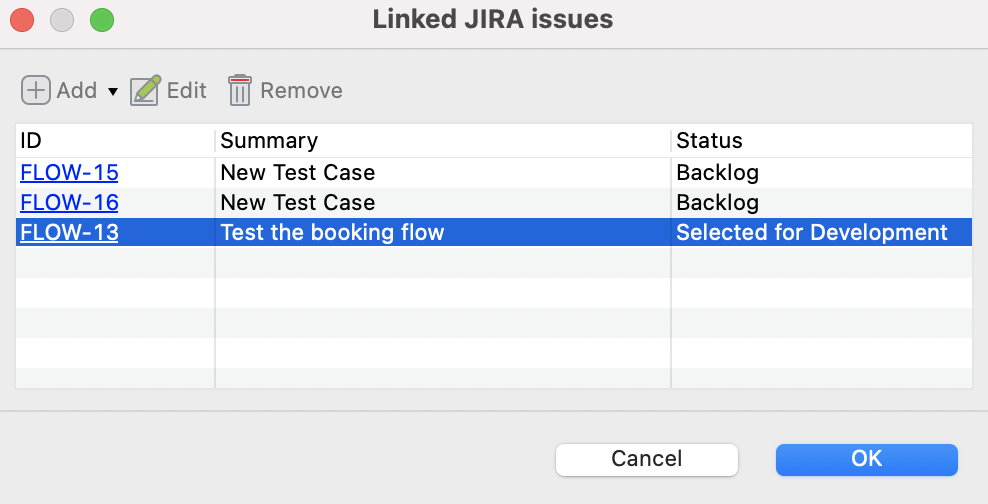 Linked JIRA issues
Add Edit Remove
ID Summary Status
FLOW-15 New Test Case Backlog
FLOW-16 New Test Case Backlog
FLOW-13 Test the booking flow Selected for Development
Cancel OK